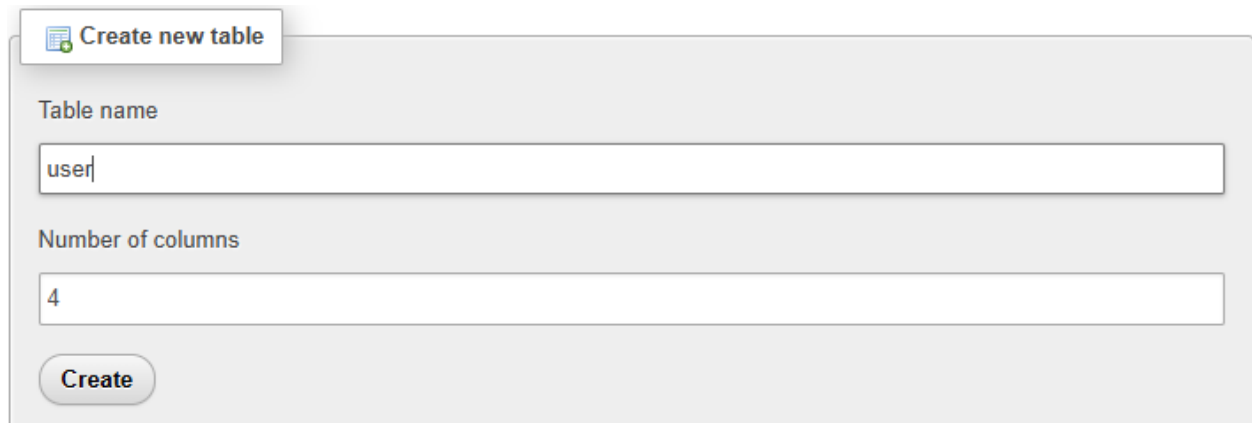 Create new table
Table name
user
Number of columns
4
Create